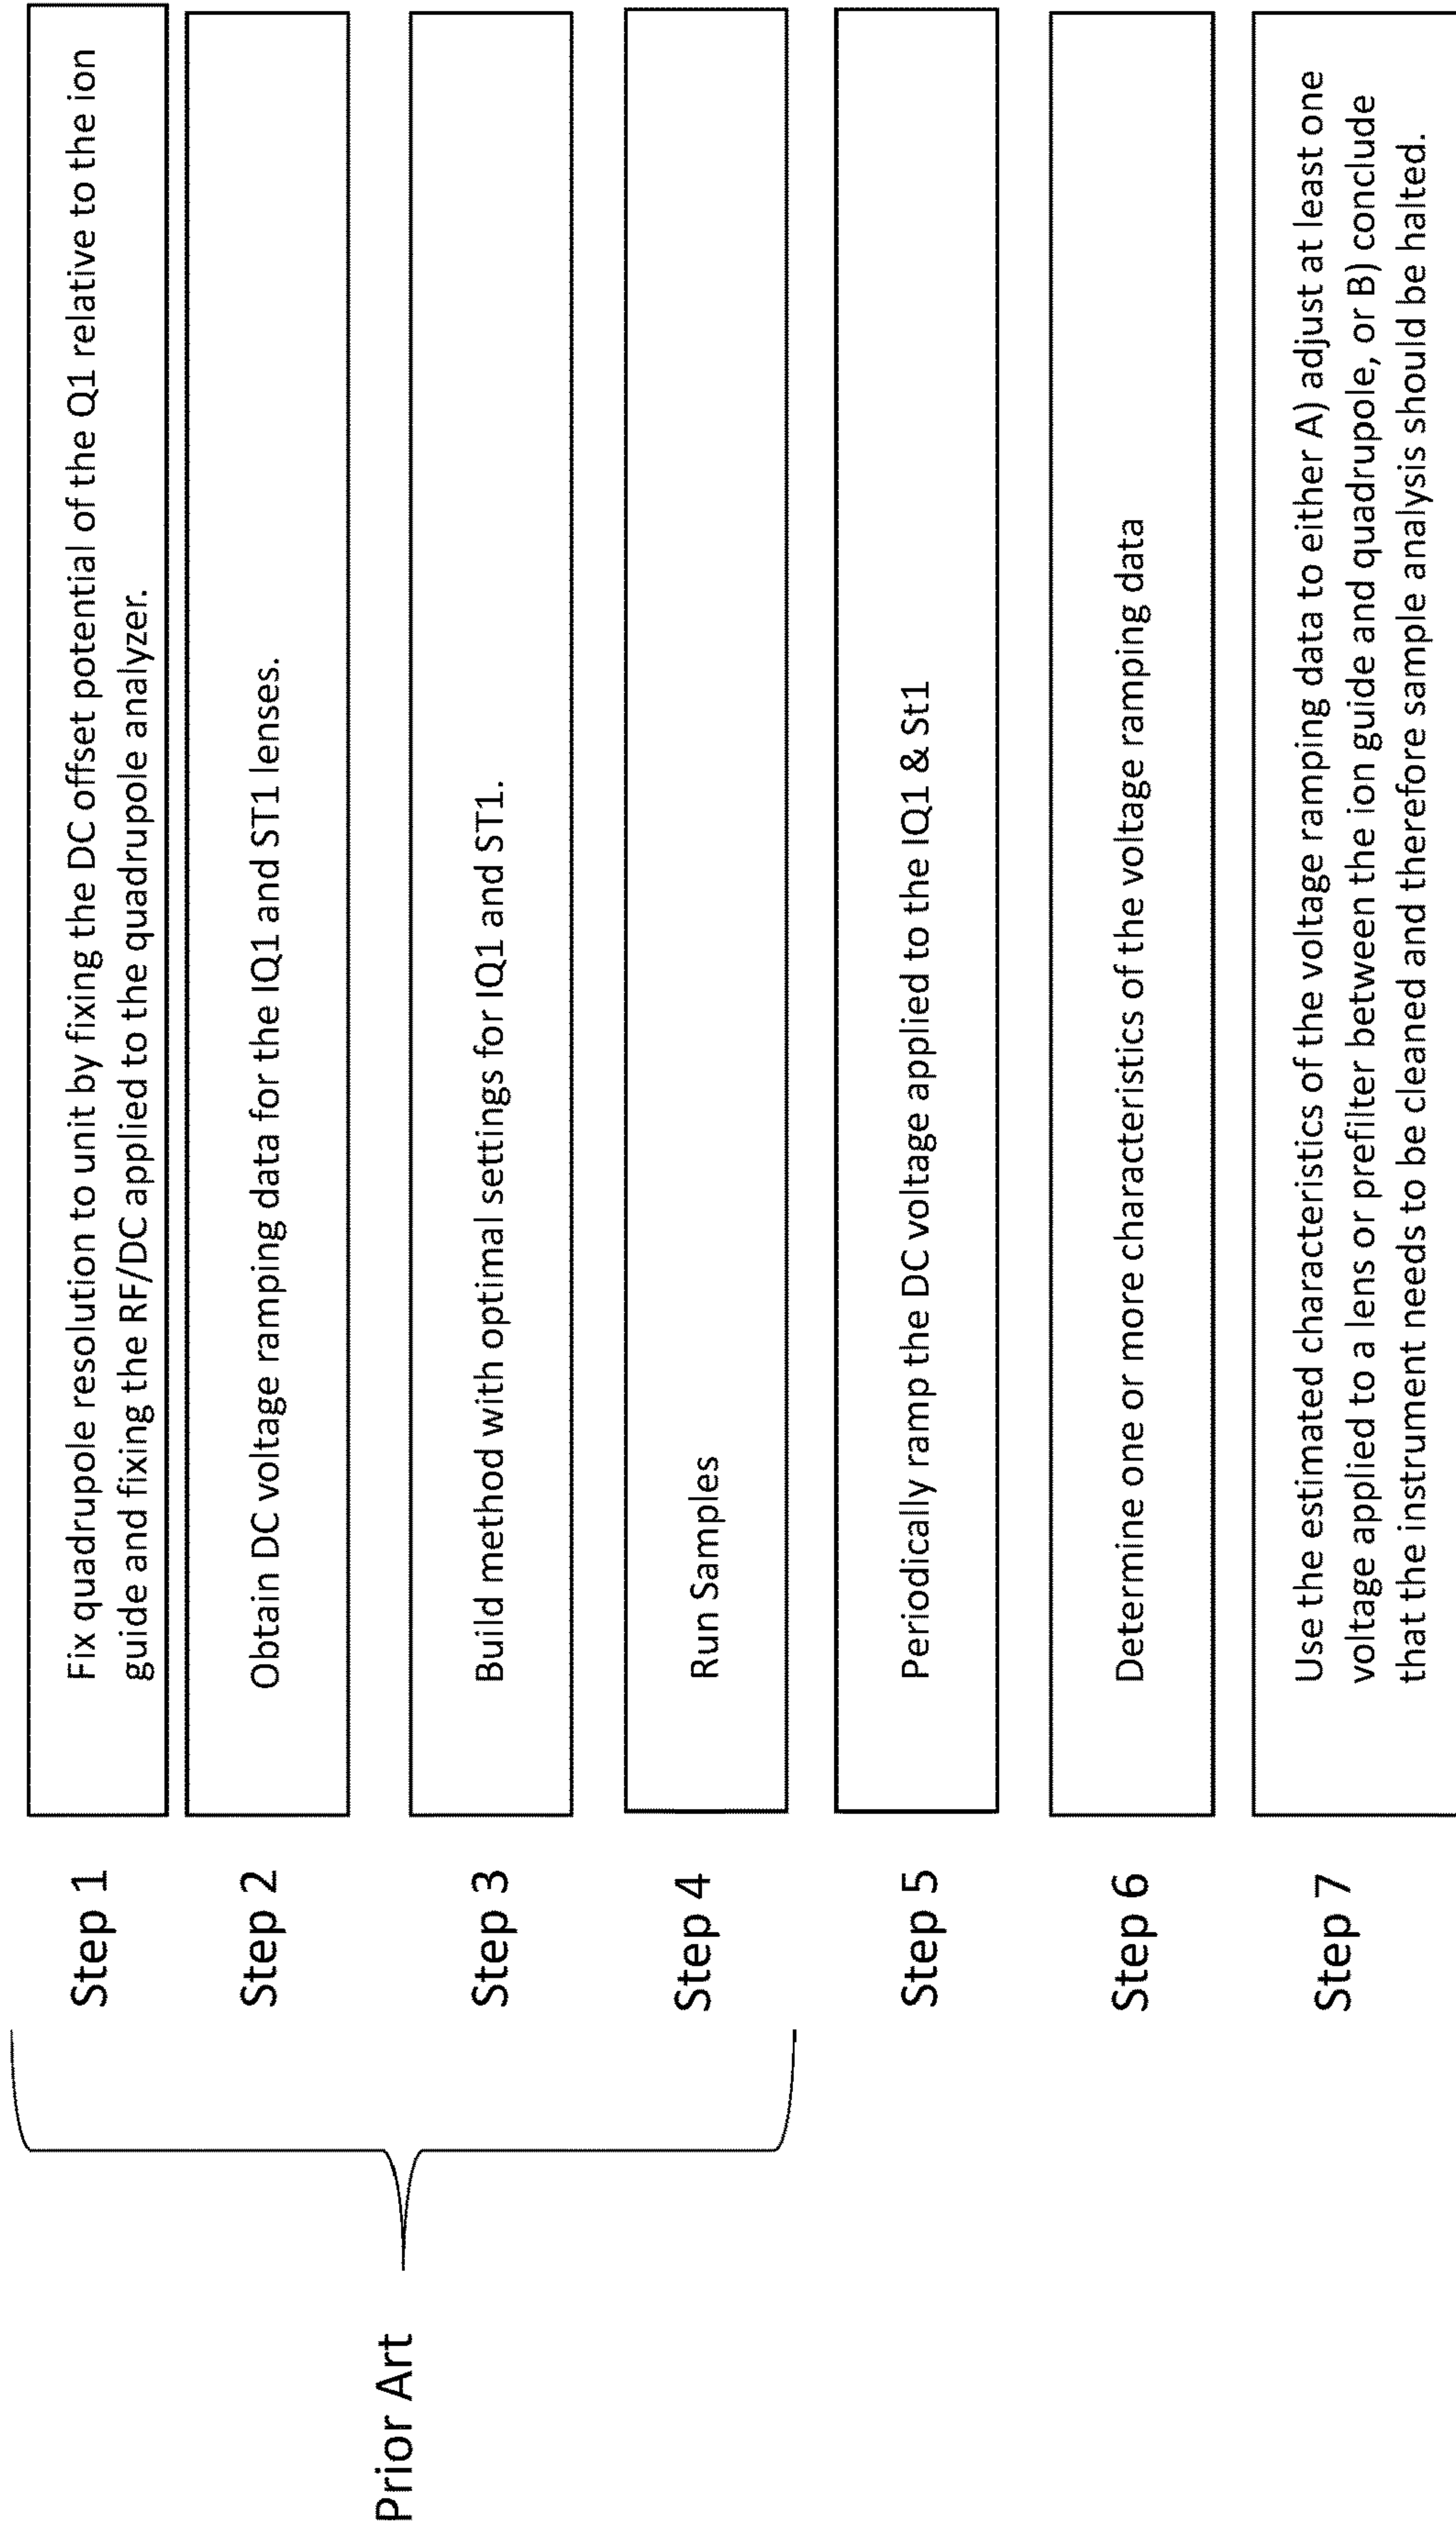 Prior Art
Step 1
Fix quadrupole resolution to unit by fixing the DC offset potential of the Q1 relative to the ion
guide and fixing the RF/DC applied to the quadrupole analyzer.
Step 2
Obtain DC voltage ramping data for the IQ1 and ST1 lenses.
Step 3
Build method with optimal settings for IQ1 and ST1.
Step 4
Run Samples
Step 5
Periodically ramp the DC voltage applied to the IQ1 & St1
Step 6
Determine one or more characteristics of the voltage ramping data
Step 7
Use the estimated characteristics of the voltage ramping data to either A) adjust at least one
voltage applied to a lens or prefilter between the ion guide and quadrupole, or B) conclude
that the instrument needs to be cleaned and therefore sample analysis should be halted.